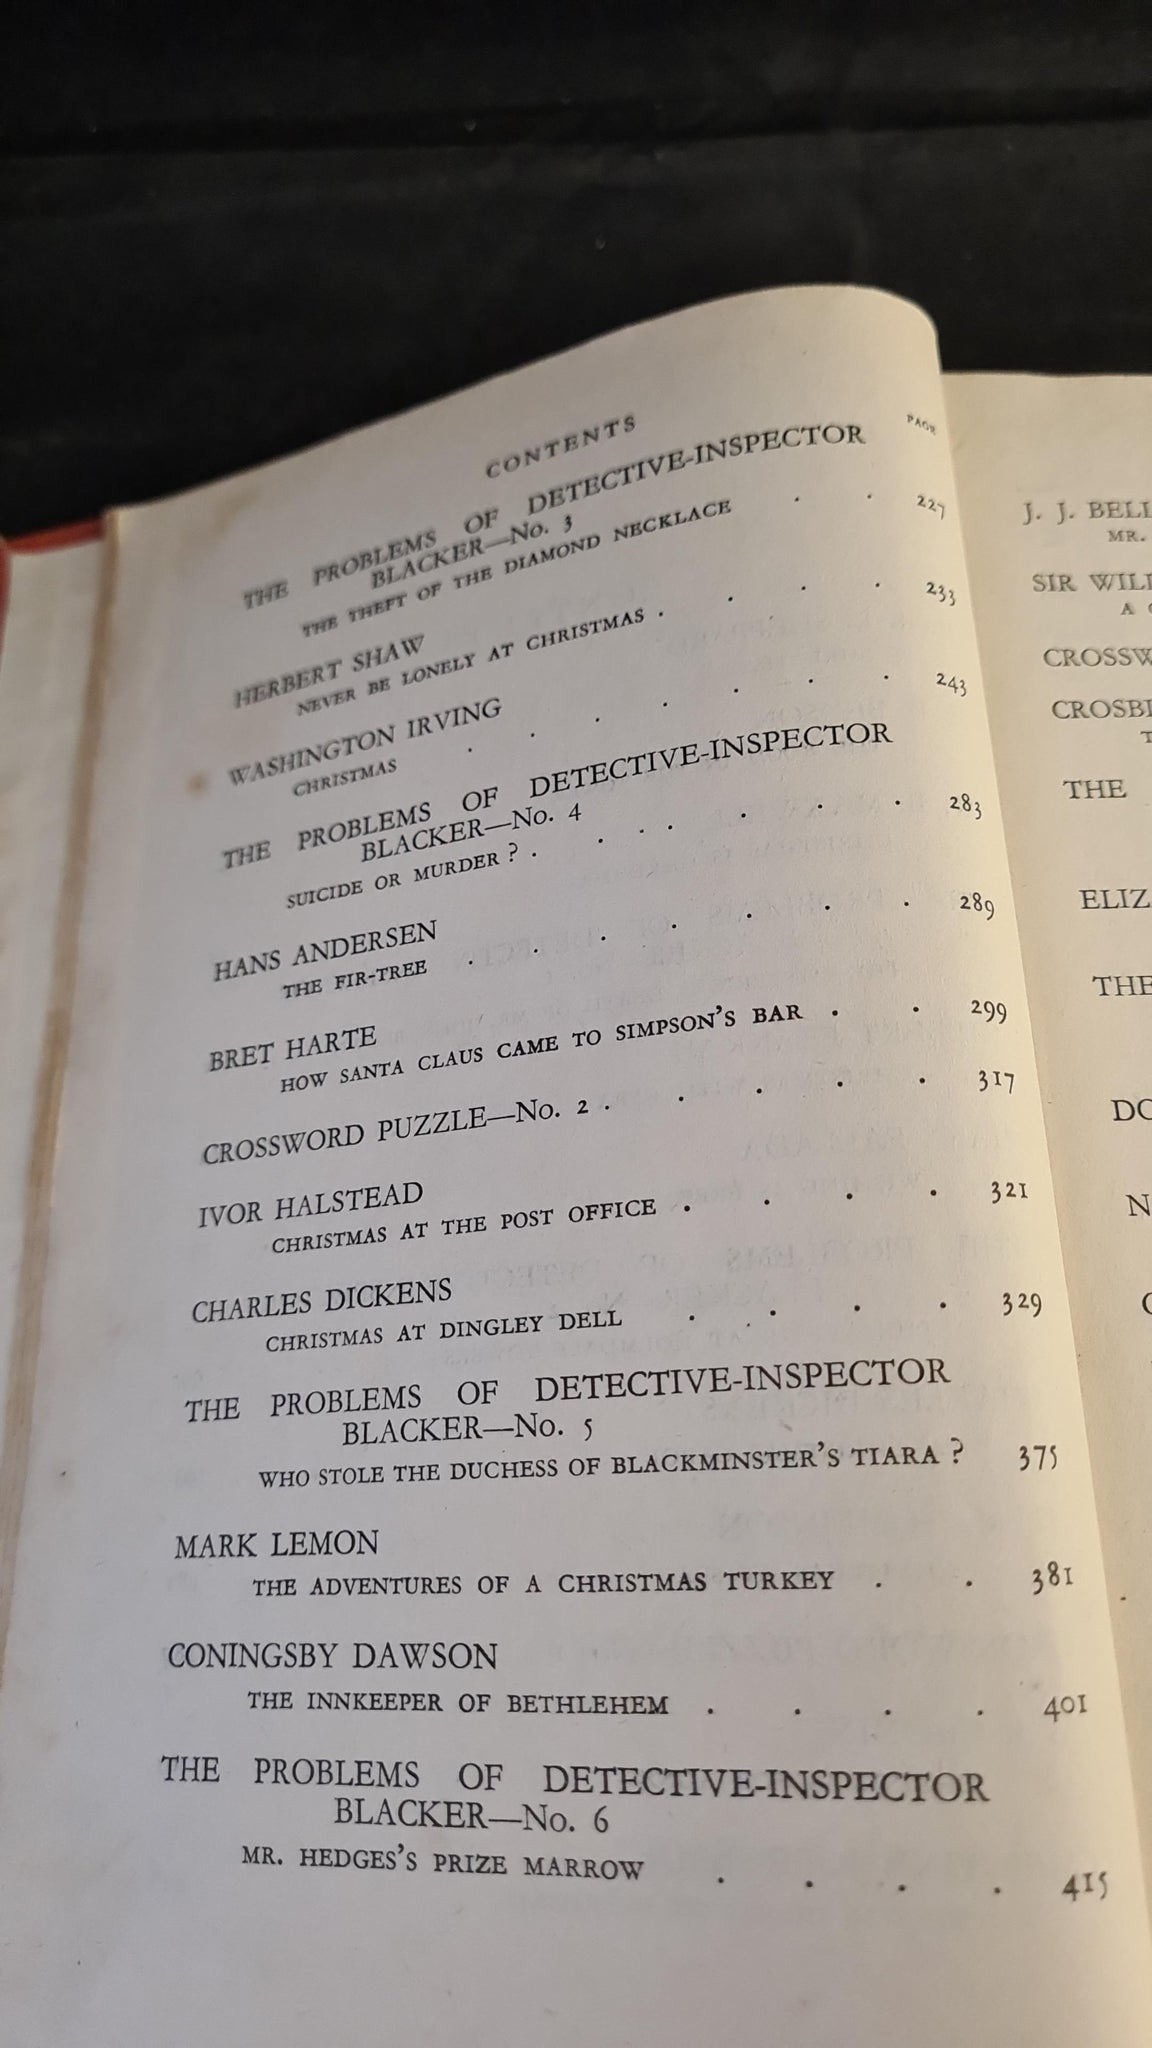 CONTENTS
PAGE
THE PROBLEMS OF DETECTIVE-INSPECTOR
BLACKER—No. 3
THE THEFT OF THE DIAMOND NECKLACE . . 227
HERBERT SHAW
NEVER BE LONELY AT CHRISTMAS . . . . 233
WASHINGTON IRVING
CHRISTMAS . . . . . . . 243
THE PROBLEMS OF DETECTIVE-INSPECTOR
BLACKER—No. 4
SUICIDE OR MURDER ? . . . . . . . 283
HANS ANDERSEN
THE FIR-TREE . . . . . . . 289
BRET HARTE
HOW SANTA CLAUS CAME TO SIMPSON'S BAR . . 299
CROSSWORD PUZZLE—No. 2 . . . . . 317
IVOR HALSTEAD
CHRISTMAS AT THE POST OFFICE . . . . 321
CHARLES DICKENS
CHRISTMAS AT DINGLEY DELL . . . . 329
THE PROBLEMS OF DETECTIVE-INSPECTOR
BLACKER—No. 5
WHO STOLE THE DUCHESS OF BLACKMINSTER'S TIARA ? 375
MARK LEMON
THE ADVENTURES OF A CHRISTMAS TURKEY . . 381
CONINGSBY DAWSON
THE INNKEEPER OF BETHLEHEM . . . . 401
THE PROBLEMS OF DETECTIVE-INSPECTOR
BLACKER—No. 6
MR. HEDGES'S PRIZE MARROW . . . . 415
J. J. BELL
MR.
SIR
A
THE
THE